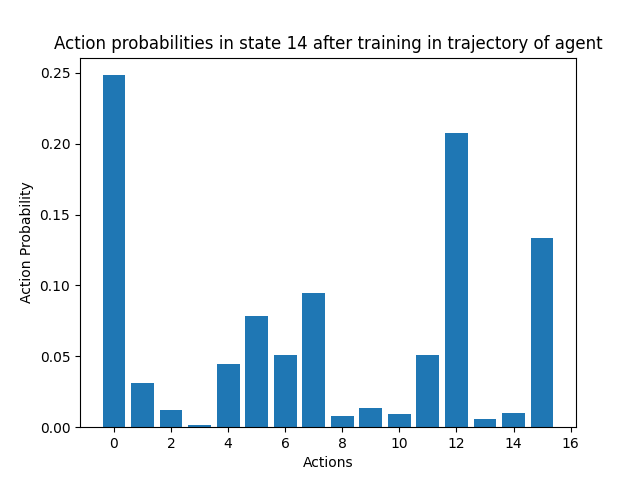 Action probabilities in state 14 after training in trajectory of agent
0.25
0.20
0.15
0.10
0.05
0.00
Action Probability
0 2 4 6 8 10 12 14 16
Actions